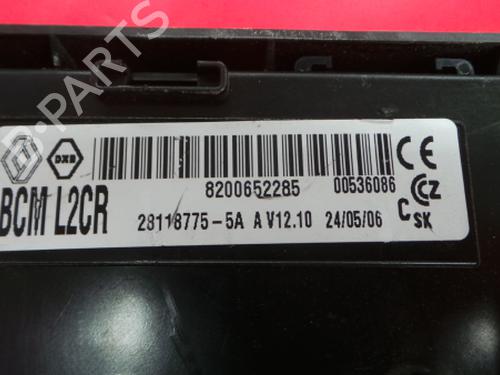 DXB
8200652285 00536086
BCM L2CR 28118775-5A A V12.10 24/05/06
CE
CZ
C SK
B-PARTS